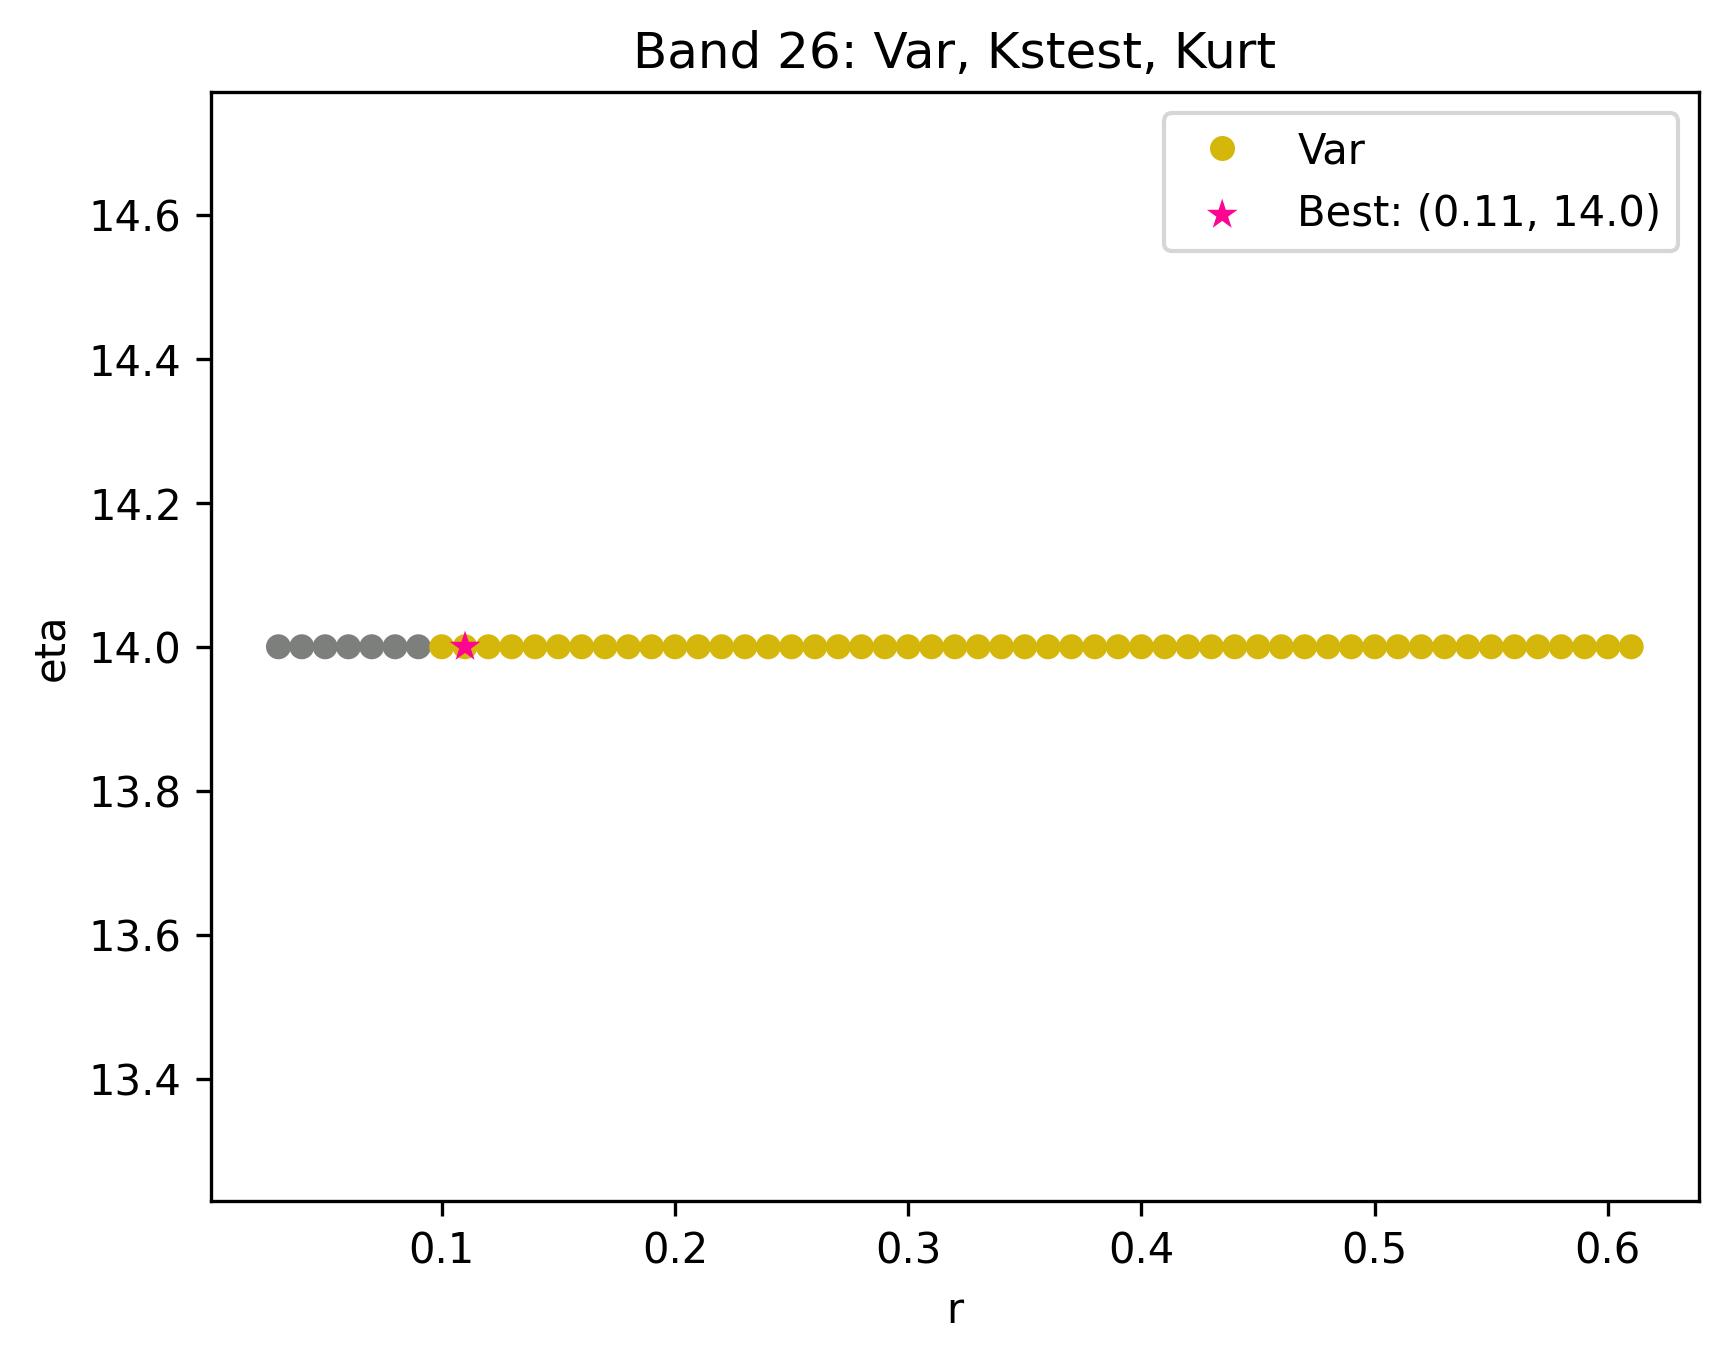 Band 26: Var, Kstest, Kurt
Var
Best: (0.11, 14.0)
14.6
14.4
14.2
14.0
13.8
13.6
13.4
eta
0.1 0.2 0.3 0.4 0.5 0.6
r